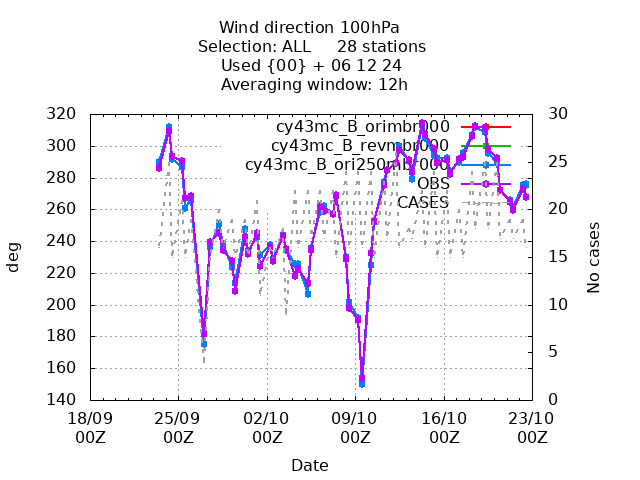 Wind direction 100hPa
Selection: ALL 28 stations
Used {00} + 06 12 24
Averaging window: 12h
320
300
280
260
240
220
200
180
160
140
deg
30
25
20
15
10
5
0
No cases
cy43mc_B_orimbr000
cy43mc_B_revnbr000
cy43mc_B_ori250mbr000
OBS
CASES
18/09 25/09 02/10 09/10 16/10 23/10
00Z 00Z 00Z 00Z 00Z 00Z
Date